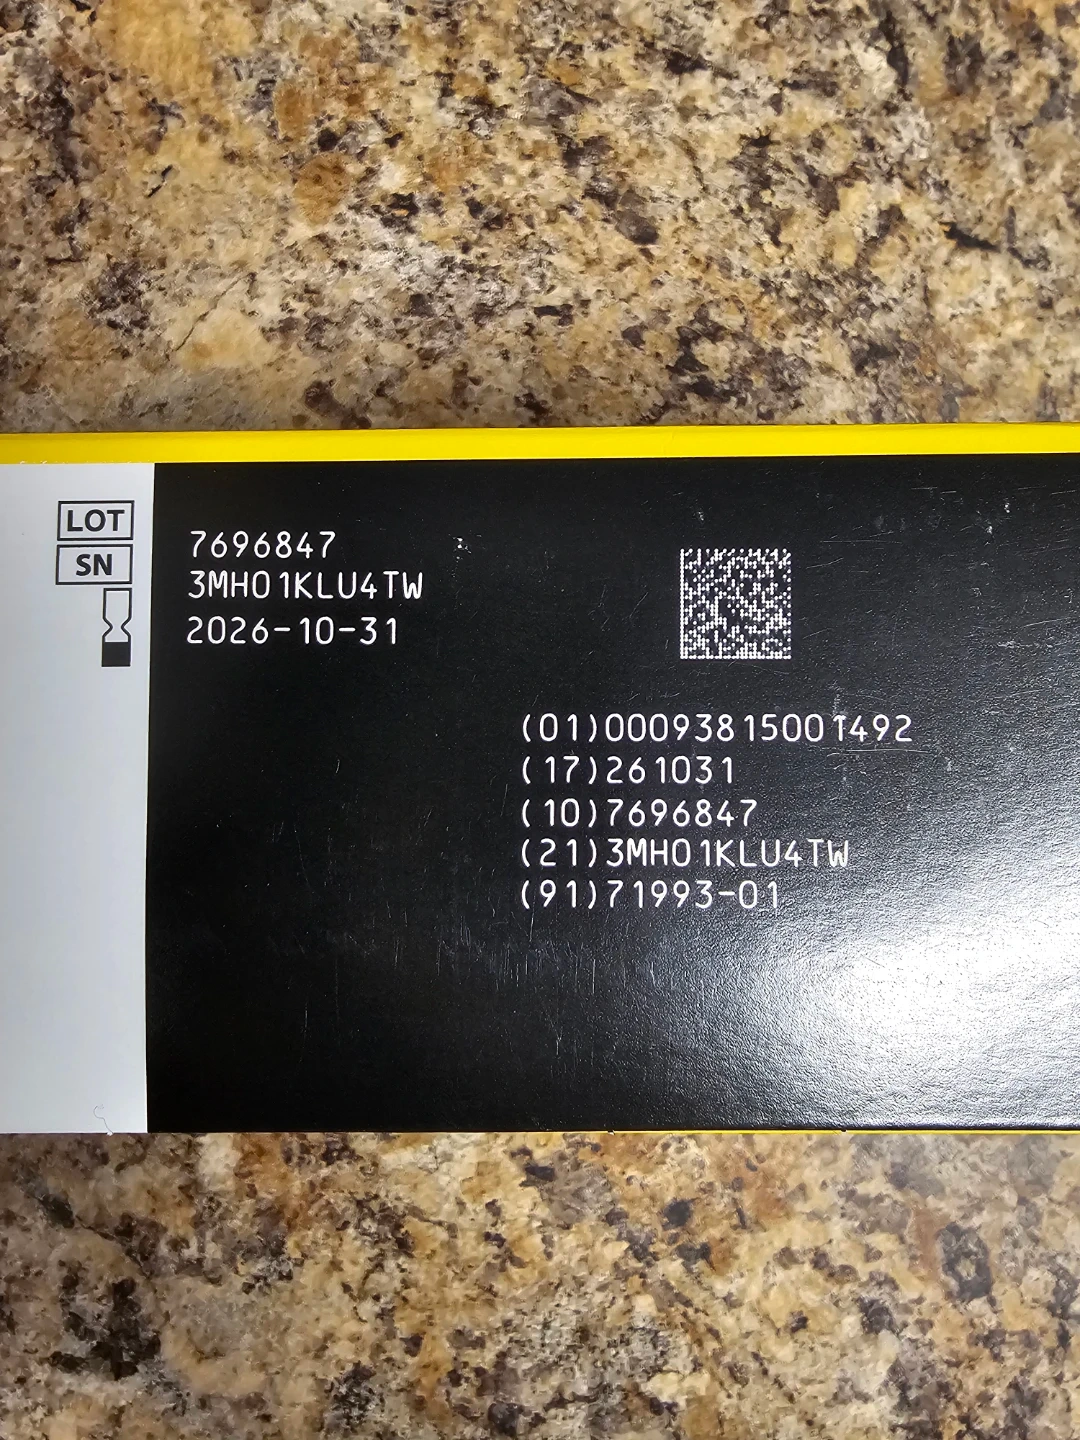 LOT
SN
7696847
3MH01KLU4TW
2026-10-31
(01)00093815001492
(17)261031
(10)7696847
(21)3MH01KLU4TW
(91)71993-01